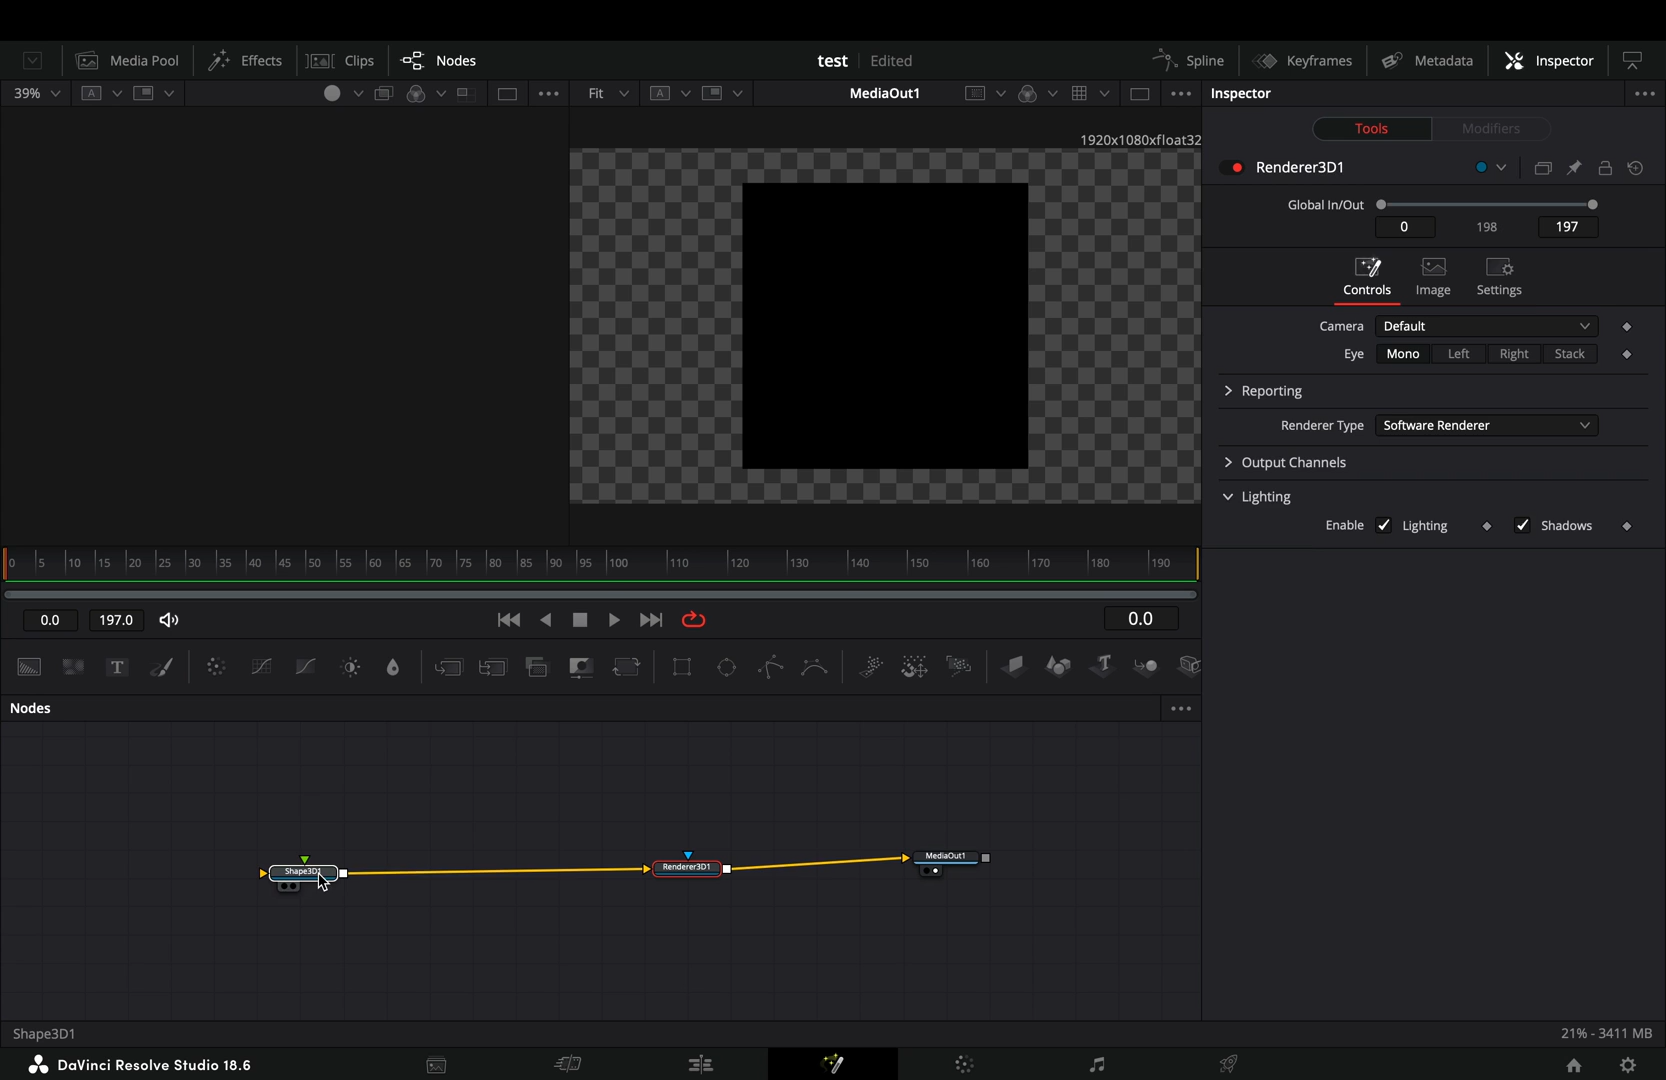 Media Pool
Effects
Clips
Nodes
test
Edited
Spline
Keyframes
Metadata
Inspector
39%
A
Fit
A
MediaOut1
Inspector
1920x1080xfloat32
Tools
Modifiers
Renderer3D1
Global In/Out
0
198
197
Controls
Image
Settings
Camera
Default
Eye
Mono
Left
Right
Stack
Reporting
Renderer Type
Software Renderer
Output Channels
Lighting
Enable
Lighting
Shadows
0 5 10 15 20 25 30 35 40 45 50 55 60 65 70 75 80 85 90 95 100 110 120 130 140 150 160 170 180 190
0.0
197.0
0.0
T
T
Nodes
Shape3D1
Renderer3D1
MediaOut1
Shape3D1
21% - 3411 MB
DaVinci Resolve Studio 18.6